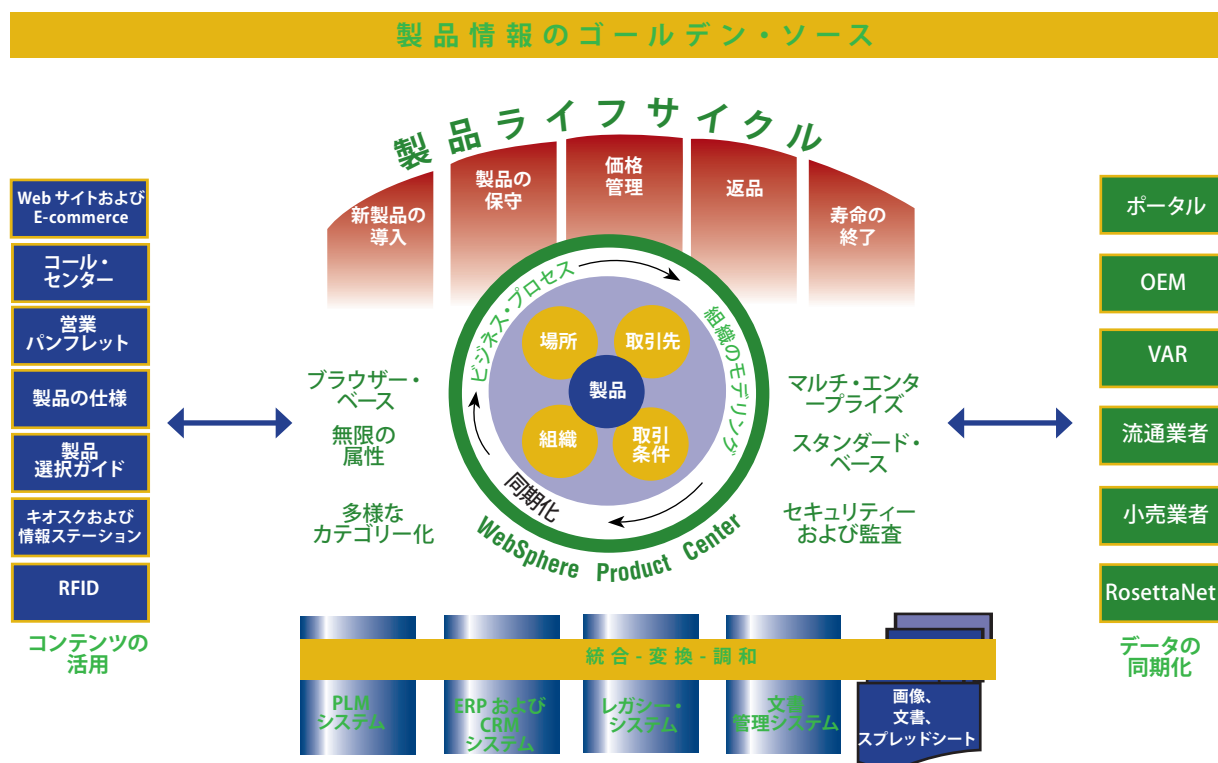 製品情報のゴールデン・ソース
製品ライフサイクル
新製品の
導入
製品の
保守
価格
管理
返品
寿命の
終了
Web サイトおよび
E-commerce
コール・
センター
営業
パンフレット
製品の仕様
製品
選択ガイド
キオスクおよび
情報ステーション
RFID
コンテンツの
活用
ブラウザー・
ベース
無限の
属性
多様な
カテゴリー化
ビジネス・プロセス
組織のモデリング
同期化
場所
取引先
製品
組織
取引
条件
WebSphere Product Center
マルチ・エンタ
ープライズ
スタンダード・
ベース
セキュリティー
および監査
ポータル
OEM
VAR
流通業者
小売業者
RosettaNet
データの
同期化
統合 - 変換 - 調和
PLM
システム
ERP および
CRM
システム
レガシー・
システム
文書
管理システム
画像、
文書、
スプレッドシート